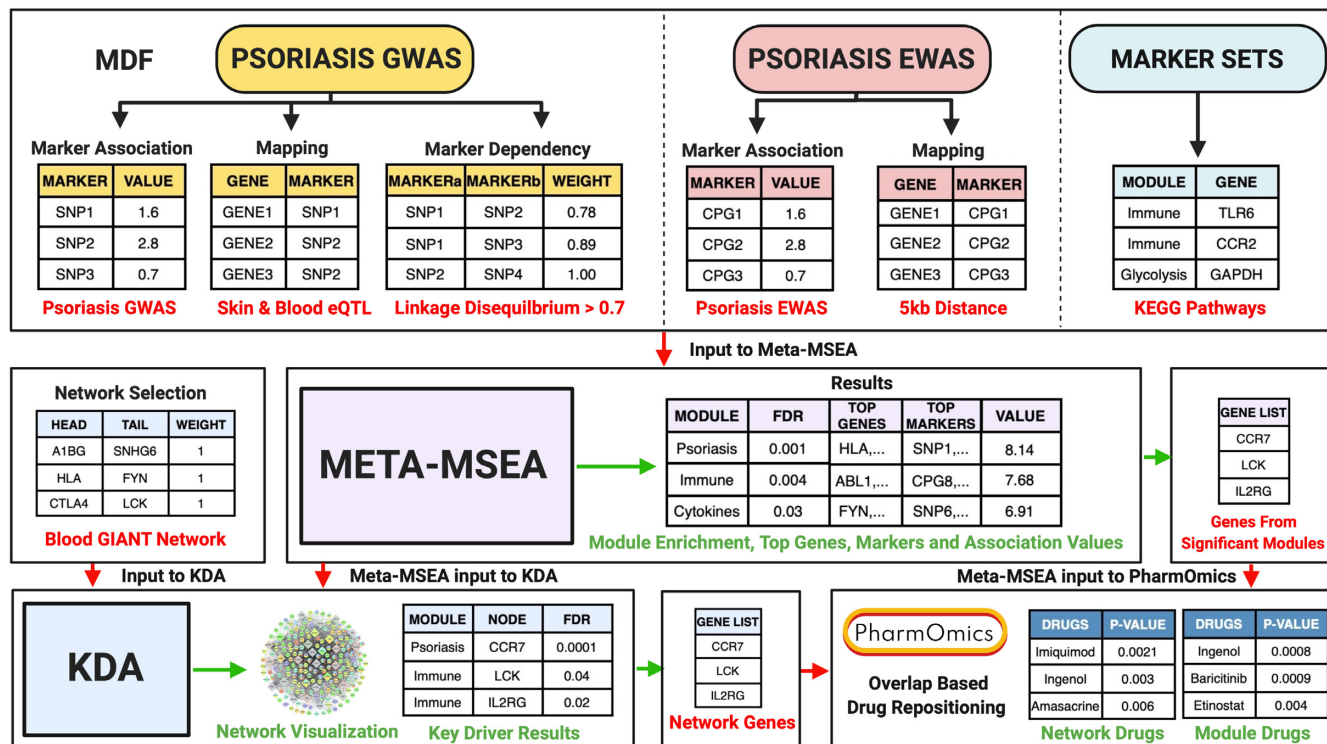 MDF
PSORIASIS GWAS
PSORIASIS EWAS
MARKER SETS
Marker Association
Mapping
Marker Dependency
Marker Association
Mapping
MARKER VALUE
SNP1 1.6
SNP2 2.8
SNP3 0.7
Psoriasis GWAS
GENE MARKER
GENE1 SNP1
GENE2 SNP2
GENE3 SNP2
Skin & Blood eQTL
MARKERa MARKERb WEIGHT
SNP1 SNP2 0.78
SNP1 SNP3 0.89
SNP2 SNP4 1.00
Linkage Disequilbrium > 0.7
MARKER VALUE
CPG1 1.6
CPG2 2.8
CPG3 0.7
Psoriasis EWAS
GENE MARKER
GENE1 CPG1
GENE2 CPG2
GENE3 CPG3
5kb Distance
MODULE GENE
Immune TLR6
Immune CCR2
Glycolysis GAPDH
KEGG Pathways
Input to Meta-MSEA
Network Selection
HEAD TAIL WEIGHT
A1BG SNHG6 1
HLA FYN 1
CTLA4 LCK 1
Blood GIANT Network
META-MSEA
Results
MODULE FDR TOP GENES TOP MARKERS VALUE
Psoriasis 0.001 HLA,... SNP1,... 8.14
Immune 0.004 ABL1,... CPG8,... 7.68
Cytokines 0.03 FYN,... SNP6,... 6.91
Module Enrichment, Top Genes, Markers and Association Values
GENE LIST
CCR7
LCK
IL2RG
Genes From
Significant Modules
Input to KDA
Meta-MSEA input to KDA
Meta-MSEA input to PharmOmics
KDA
Network Visualization
MODULE NODE FDR
Psoriasis CCR7 0.0001
Immune LCK 0.04
Immune IL2RG 0.02
Key Driver Results
GENE LIST
CCR7
LCK
IL2RG
Network Genes
PharmOmics
Overlap Based
Drug Repositioning
DRUGS P-VALUE
Imiquimod 0.0021
Ingenol 0.003
Amasacrine 0.006
Network Drugs
DRUGS P-VALUE
Ingenol 0.0008
Baricitinib 0.0009
Etinostat 0.004
Module Drugs